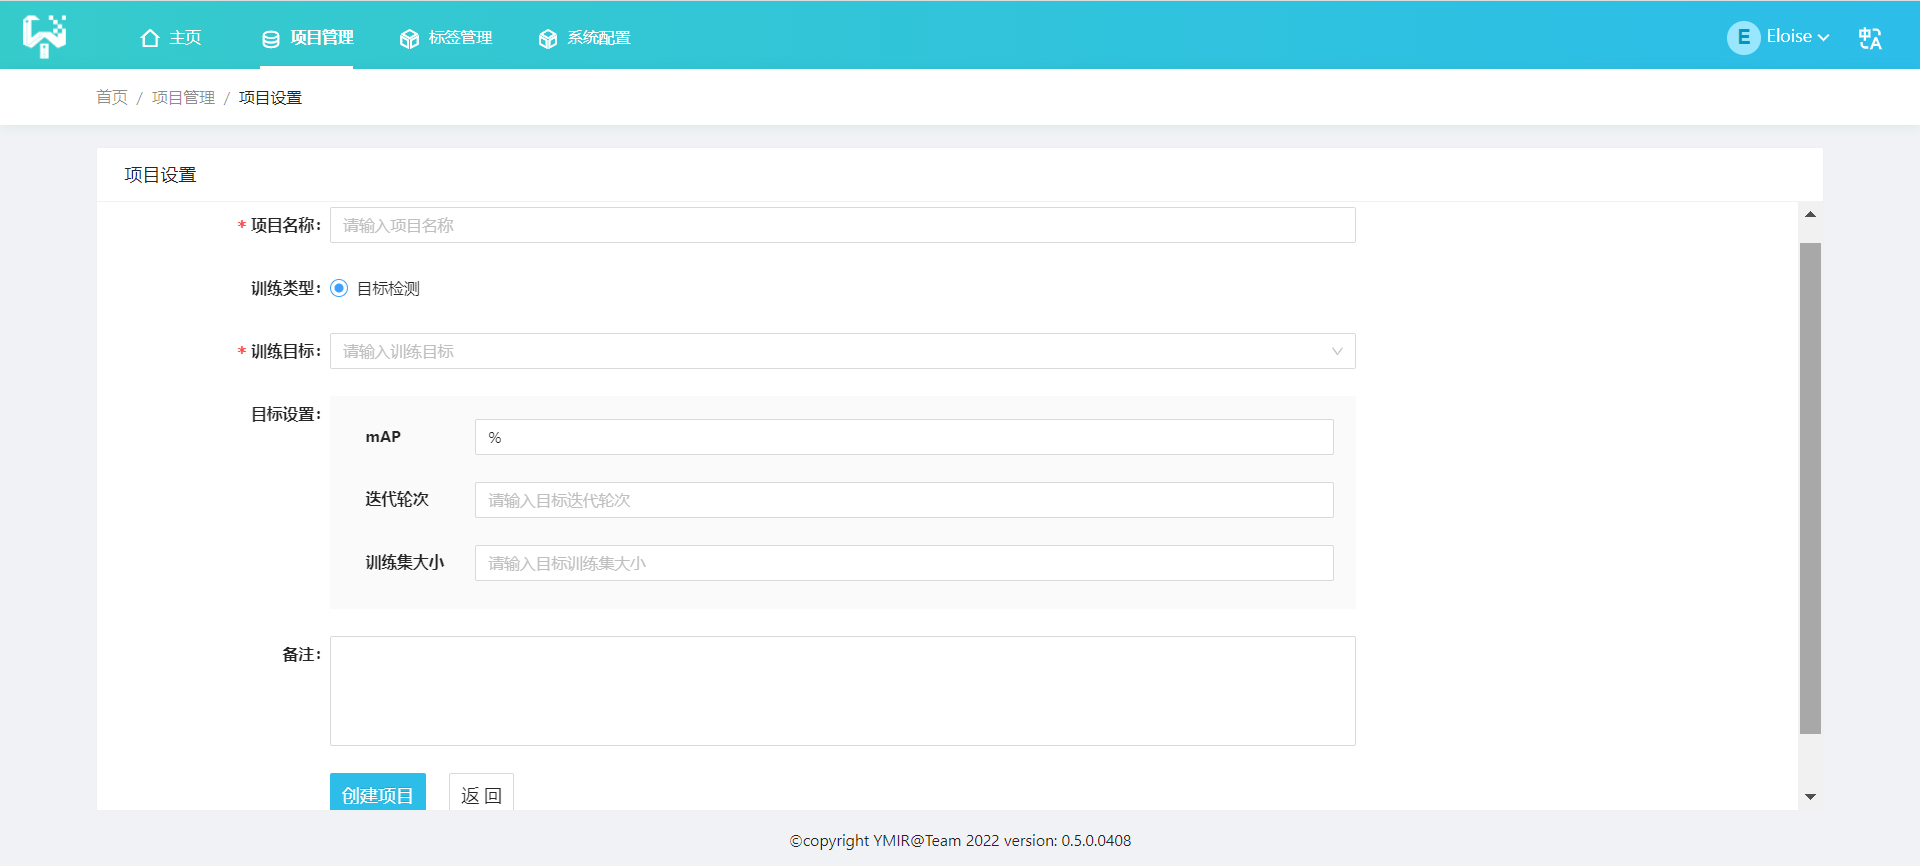 主页 项目管理 标签管理 系统配置 E Eloise
首页 / 项目管理 / 项目设置
项目设置
* 项目名称: 请输入项目名称
训练类型: 目标检测
* 训练目标: 请输入训练目标
目标设置:
mAP %
迭代轮次 请输入目标迭代轮次
训练集大小 请输入目标训练集大小
备注:
创建项目 返 回
©copyright YMIR@Team 2022 version: 0.5.0.0408